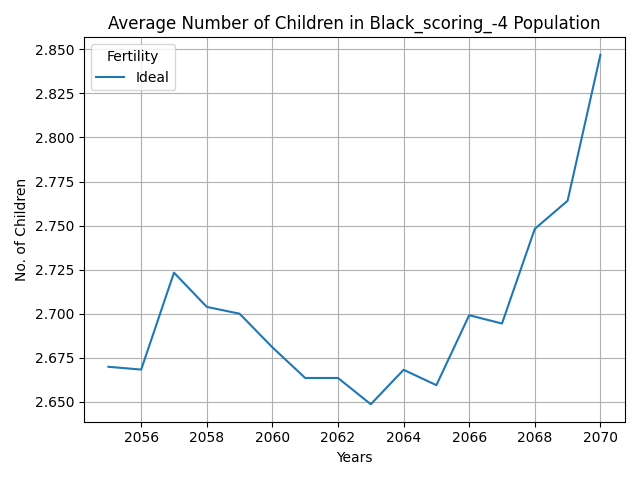 Average Number of Children in Black_scoring_-4 Population
Fertility
Ideal
No. of Children
2.850
2.825
2.800
2.775
2.750
2.725
2.700
2.675
2.650
2056 2058 2060 2062 2064 2066 2068 2070
Years